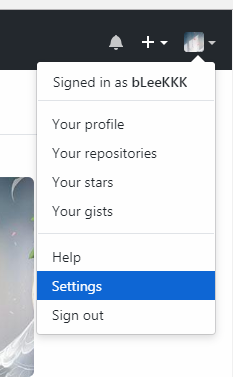 Signed in as bLeeKKK
Your profile
Your repositories
Your stars
Your gists
Help
Settings
Sign out